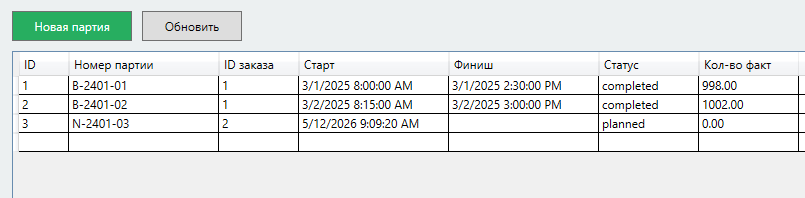 Новая партия Обновить
ID Номер партии ID заказа Старт Финиш Статус Кол-во факт
1 B-2401-01 1 3/1/2025 8:00:00 AM 3/1/2025 2:30:00 PM completed 998.00
2 B-2401-02 1 3/2/2025 8:15:00 AM 3/2/2025 3:00:00 PM completed 1002.00
3 N-2401-03 2 5/12/2026 9:09:20 AM planned 0.00